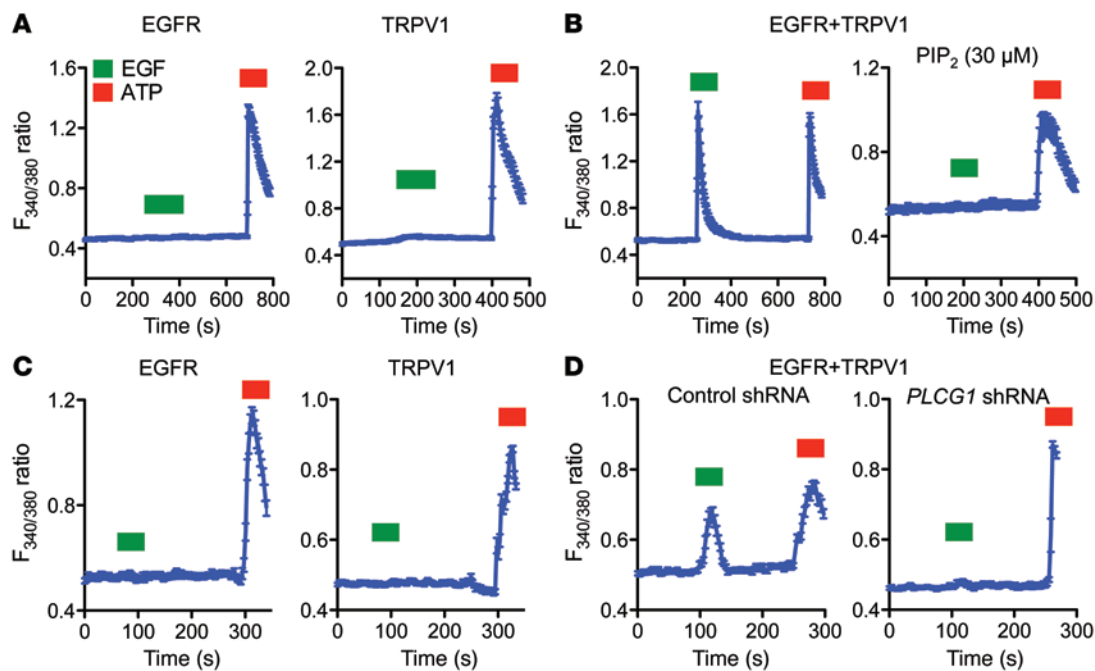 A
EGFR
TRPV1
B
EGFR+TRPV1
PIP₂ (30 μM)
EGF
ATP
F₃₄₀/₃₈₀ ratio
1.6
1.2
0.8
0.4
0 200 400 600 800
Time (s)
2.0
1.6
1.2
0.8
0.4
0 100 200 300 400 500
Time (s)
2.0
1.6
1.2
0.8
0.4
0 200 400 600 800
Time (s)
1.2
0.8
0.4
0 100 200 300 400 500
Time (s)
C
EGFR
TRPV1
D
EGFR+TRPV1
Control shRNA
PLCG1 shRNA
F₃₄₀/₃₈₀ ratio
1.2
0.8
0.4
0 100 200 300
Time (s)
1.0
0.8
0.6
0.4
0 100 200 300
Time (s)
1.0
0.8
0.6
0.4
0 100 200 300
Time (s)
1.0
0.8
0.6
0.4
0 100 200 300
Time (s)